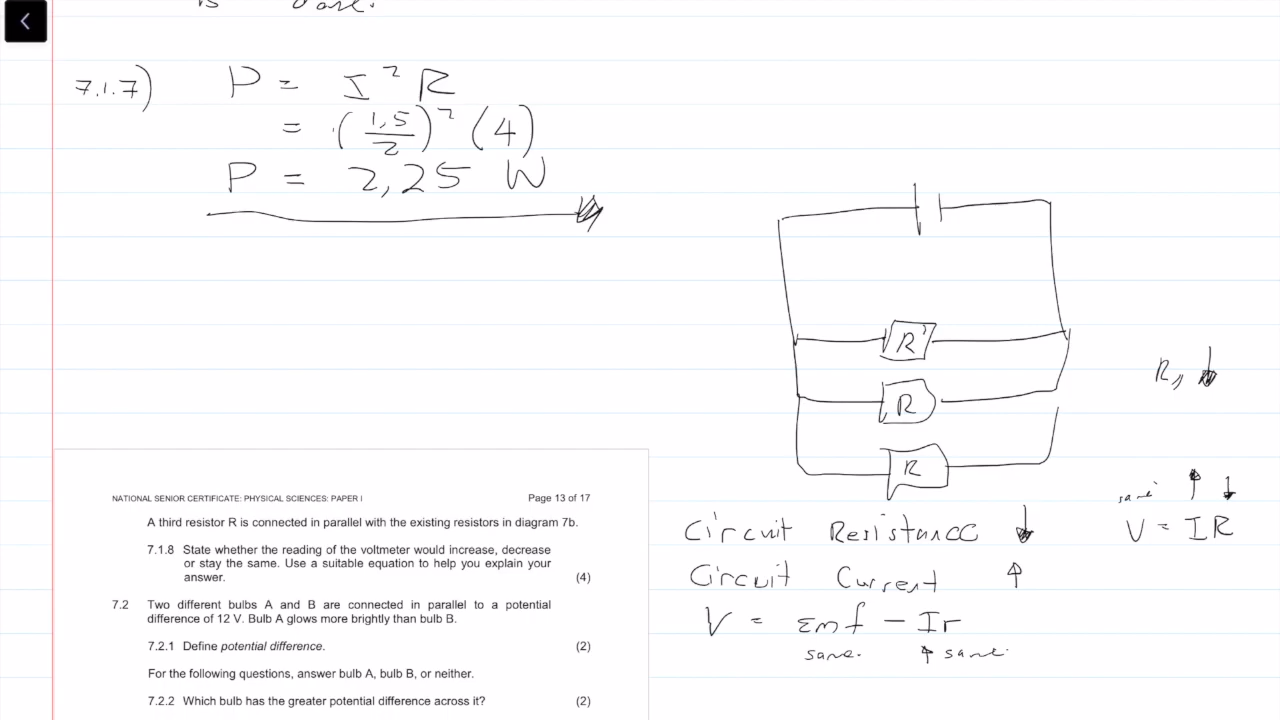 is same.
7.1.7) P = I² R
= (1,5/2)² (4)
P = 2,25 W
R
R
R
R// ↓
NATIONAL SENIOR CERTIFICATE: PHYSICAL SCIENCES: PAPER I
Page 13 of 17
A third resistor R is connected in parallel with the existing resistors in diagram 7b.
7.1.8 State whether the reading of the voltmeter would increase, decrease
or stay the same. Use a suitable equation to help you explain your
answer. (4)
7.2 Two different bulbs A and B are connected in parallel to a potential
difference of 12 V. Bulb A glows more brightly than bulb B.
7.2.1 Define potential difference. (2)
For the following questions, answer bulb A, bulb B, or neither.
7.2.2 Which bulb has the greater potential difference across it? (2)
Circuit Resistance ↓
Circuit Current ↑
V = Emf - Ir
same. ↑ same.
same ↑ ↓
V = IR